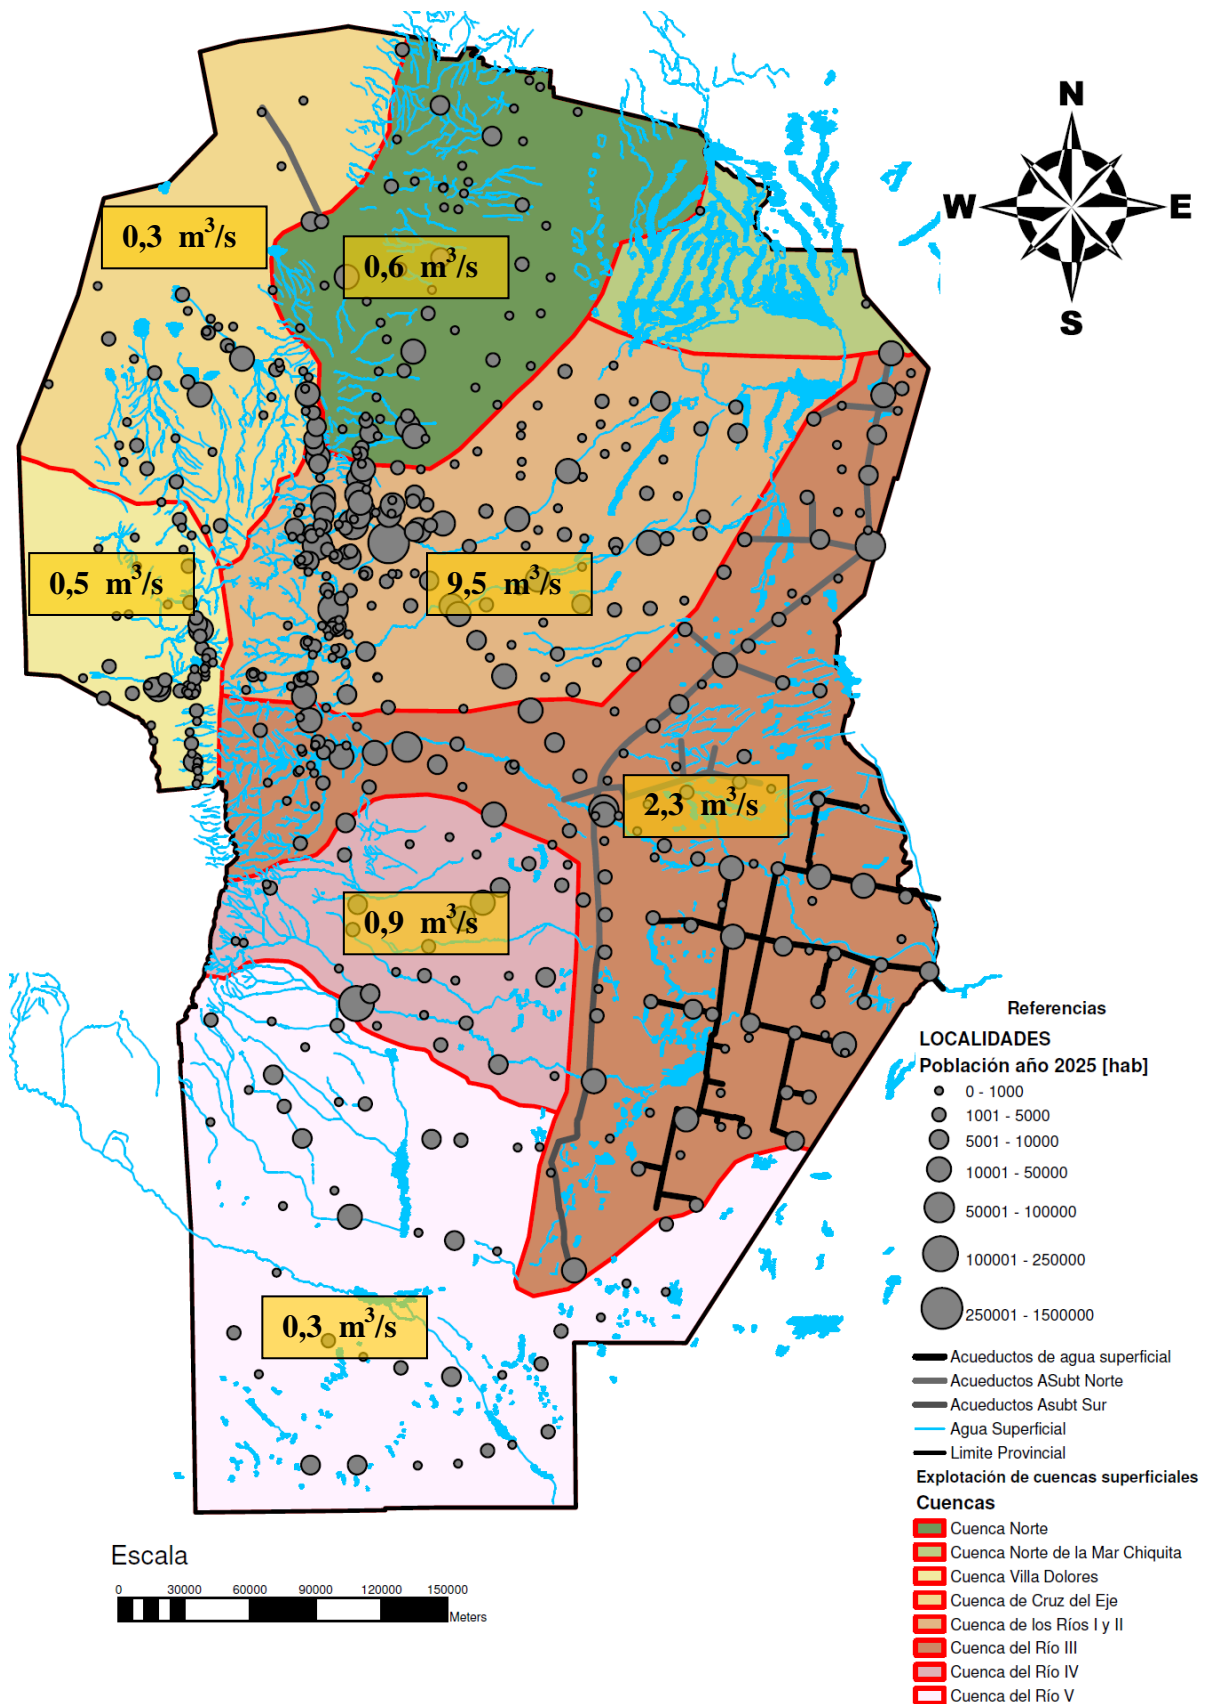 N
W
E
S
0,3 m³/s
0,6 m³/s
0,5 m³/s
9,5 m³/s
2,3 m³/s
0,9 m³/s
0,3 m³/s
Referencias
LOCALIDADES
Población año 2025 [hab]
0 - 1000
1001 - 5000
5001 - 10000
10001 - 50000
50001 - 100000
100001 - 250000
250001 - 1500000
Acueductos de agua superficial
Acueductos ASubt Norte
Acueductos Asubt Sur
Agua Superficial
Limite Provincial
Explotación de cuencas superficiales
Cuencas
Cuenca Norte
Cuenca Norte de la Mar Chiquita
Cuenca Villa Dolores
Cuenca de Cruz del Eje
Cuenca de los Ríos I y II
Cuenca del Río III
Cuenca del Río IV
Cuenca del Río V
Escala
0 30000 60000 90000 120000 150000
Meters